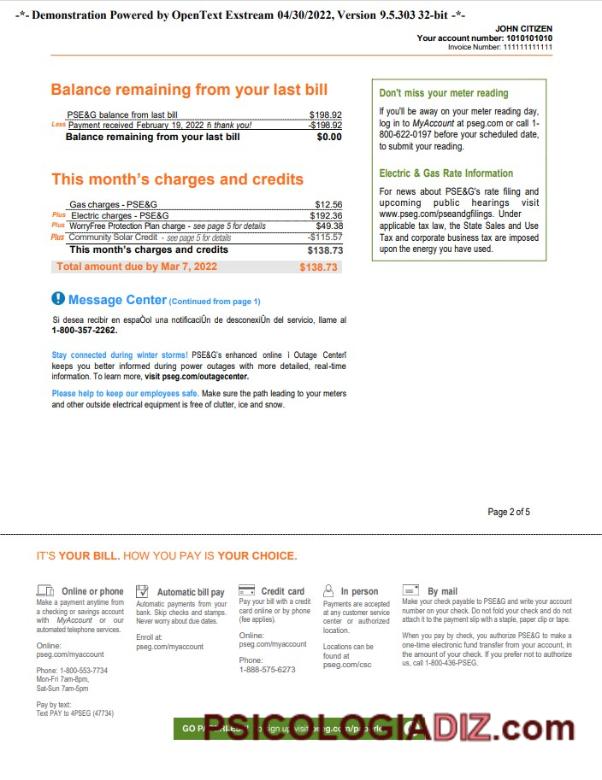 -*- Demonstration Powered by OpenText Exstream 04/30/2022, Version 9.5.303 32-bit -*-
JOHN CITIZEN
Your account number: 1010101010
Invoice Number: 111111111111
Balance remaining from your last bill
PSE&G balance from last bill $198.92
Less Payment received February 19, 2022 ñ thank you! -$198.92
Balance remaining from your last bill $0.00
This month's charges and credits
Gas charges - PSE&G $12.56
Plus Electric charges - PSE&G $192.36
Plus WorryFree Protection Plan charge - see page 5 for details $49.38
Plus Community Solar Credit - see page 5 for details -$115.57
This month's charges and credits $138.73
Total amount due by Mar 7, 2022 $138.73
Message Center (Continued from page 1)
Si desea recibir en espaÒol una notificaciÛn de desconexiÛn del servicio, llame al
1-800-357-2262.
Stay connected during winter storms! PSE&G's enhanced online ì Outage Centerî
keeps you better informed during power outages with more detailed, real-time
information. To learn more, visit pseg.com/outagecenter.
Please help to keep our employees safe. Make sure the path leading to your meters
and other outside electrical equipment is free of clutter, ice and snow.
Don't miss your meter reading
If you'll be away on your meter reading day,
log in to MyAccount at pseg.com or call 1-
800-622-0197 before your scheduled date,
to submit your reading.
Electric & Gas Rate Information
For news about PSE&G's rate filing and
upcoming public hearings visit
www.pseg.com/pseandgfilings. Under
applicable tax law, the State Sales and Use
Tax and corporate business tax are imposed
upon the energy you have used.
Page 2 of 5
IT'S YOUR BILL. HOW YOU PAY IS YOUR CHOICE.
Online or phone
Make a payment anytime from
a checking or savings account
with MyAccount or our
automated telephone services.
Online:
pseg.com/myaccount
Phone: 1-800-553-7734
Mon-Fri 7am-8pm,
Sat-Sun 7am-5pm
Pay by text:
Text PAY to 4PSEG (47734)
Automatic bill pay
Automatic payments from your
bank. Skip checks and stamps.
Never worry about due dates.
Enrol at:
pseg.com/myaccount
Credit card
Pay your bill with a credit
card online or by phone
(fee applies).
Online:
pseg.com/myaccount
Phone:
1-888-575-6273
In person
Payments are accepted
at any customer service
center or authorized
location.
Locations can be
found at
pseg.com/csc
By mail
Make your check payable to PSE&G and write your account
number on your check. Do not fold your check and do not
attach it to the payment slip with a staple, paper clip or tape.
When you pay by check, you authorize PSE&G to make a
one-time electronic fund transfer from your account, in
the amount of your check. If you prefer not to authorize
us, call 1-800-436-PSEG.
GO
PSICOLOGIADIZ.com